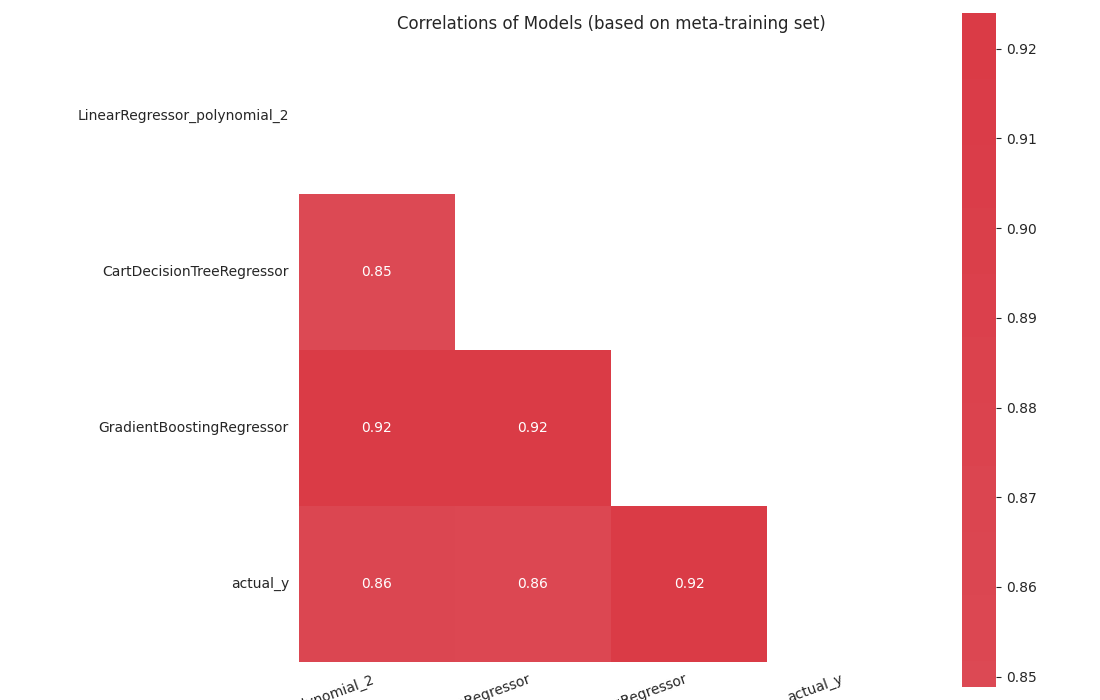 Correlations of Models (based on meta-training set)
LinearRegressor_polynomial_2
CartDecisionTreeRegressor
0.85
GradientBoostingRegressor
0.92 0.92
actual_y
0.86 0.86 0.92
actual_y
0.92
0.91
0.90
0.89
0.88
0.87
0.86
0.85